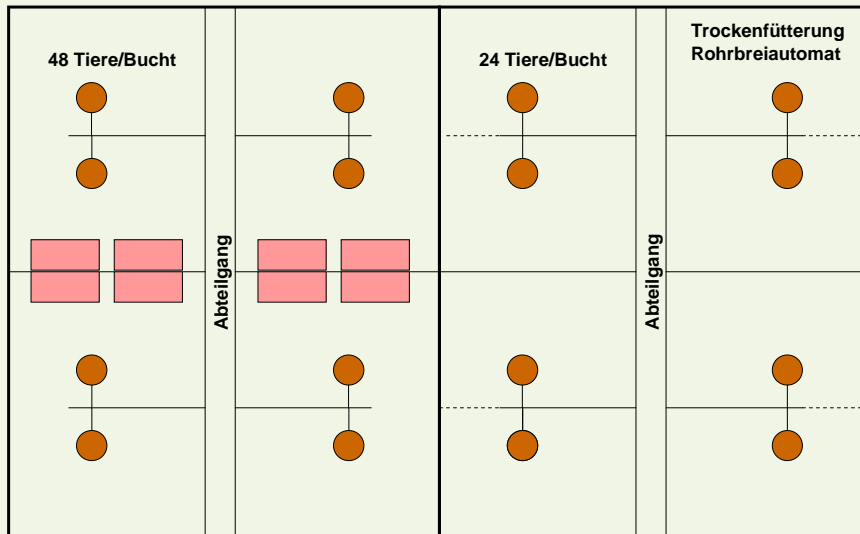 48 Tiere/Bucht
24 Tiere/Bucht
Trockenfütterung
Rohrbreiautomat
Abteilgang
Abteilgang